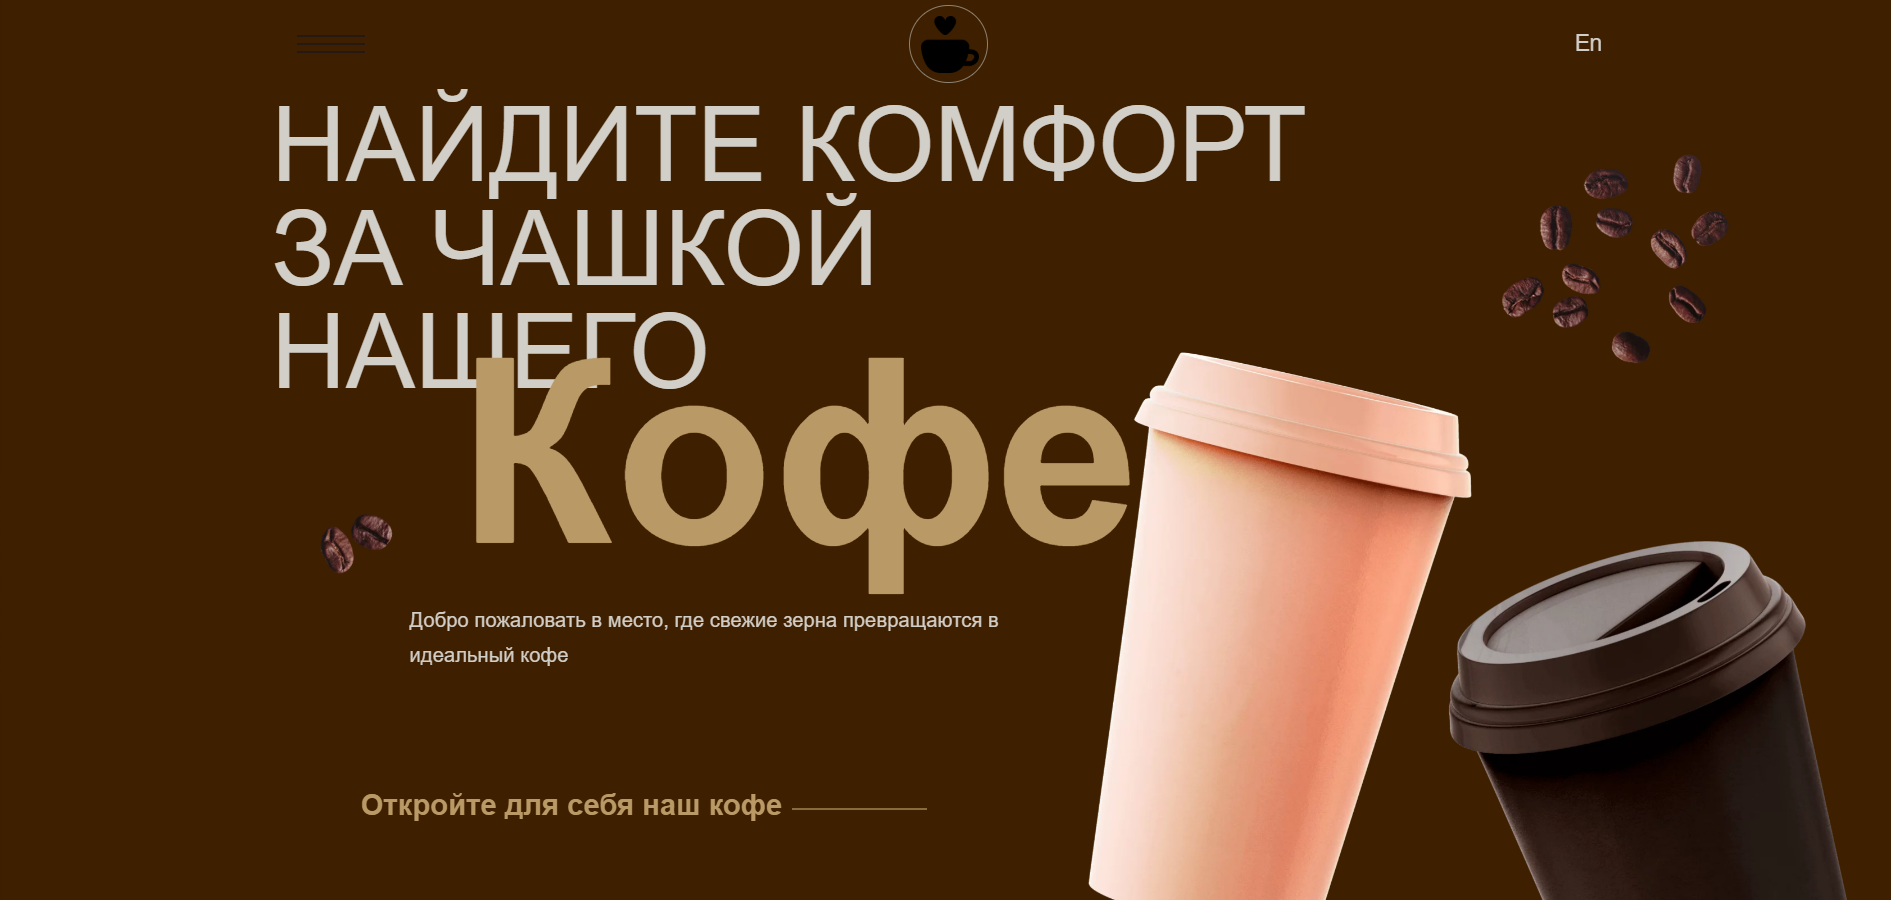 En
НАЙДИТЕ КОМФОРТ
ЗА ЧАШКОЙ
НАШЕГО
Кофе
Добро пожаловать в место, где свежие зерна превращаются в
идеальный кофе
Откройте для себя наш кофе